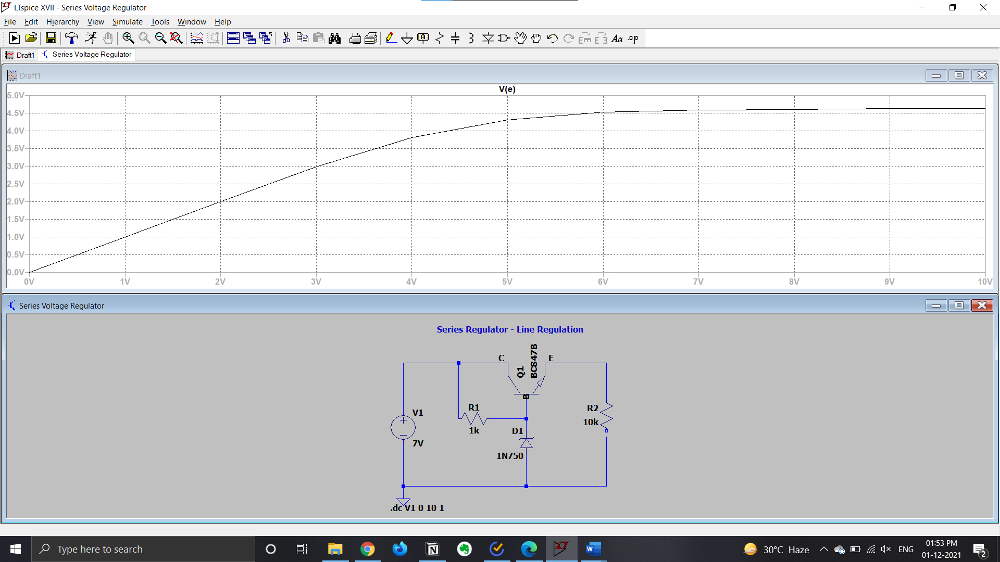 LTspice XVII - Series Voltage Regulator
File Edit Hierarchy View Simulate Tools Window Help
.op
Draft1 Series Voltage Regulator
Draft1
V(e)
5.0V
4.5V
4.0V
3.5V
3.0V
2.5V
2.0V
1.5V
1.0V
0.5V
0.0V
0V 1V 2V 3V 4V 5V 6V 7V 8V 9V 10V
Series Voltage Regulator
Series Regulator - Line Regulation
C
Q1
BC847B
E
B
R1
1k
V1
7V
D1
1N750
R2
10k
.dc V1 0 10 1
Type here to search
30°C Haze
ENG
01:53 PM
01-12-2021
2